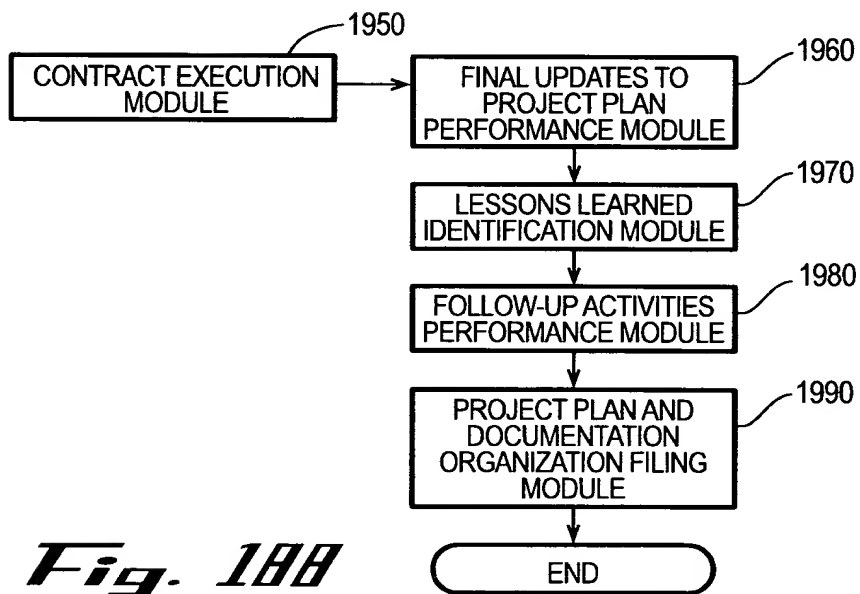 1950
CONTRACT EXECUTION
MODULE
1960
FINAL UPDATES TO
PROJECT PLAN
PERFORMANCE MODULE
1970
LESSONS LEARNED
IDENTIFICATION MODULE
1980
FOLLOW-UP ACTIVITIES
PERFORMANCE MODULE
1990
PROJECT PLAN AND
DOCUMENTATION
ORGANIZATION FILING
MODULE
END
Fig. 188